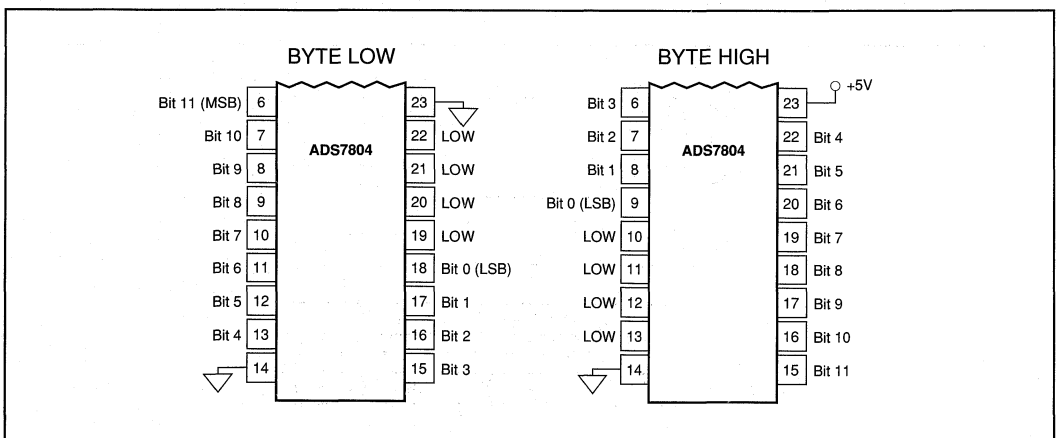 BYTE LOW
Bit 11 (MSB) 6 23
Bit 10 7 22 LOW
ADS7804
Bit 9 8 21 LOW
Bit 8 9 20 LOW
Bit 7 10 19 LOW
Bit 6 11 18 Bit 0 (LSB)
Bit 5 12 17 Bit 1
Bit 4 13 16 Bit 2
14 15 Bit 3
BYTE HIGH
+5V
Bit 3 6 23
Bit 2 7 22 Bit 4
ADS7804
Bit 1 8 21 Bit 5
Bit 0 (LSB) 9 20 Bit 6
LOW 10 19 Bit 7
LOW 11 18 Bit 8
LOW 12 17 Bit 9
LOW 13 16 Bit 10
14 15 Bit 11